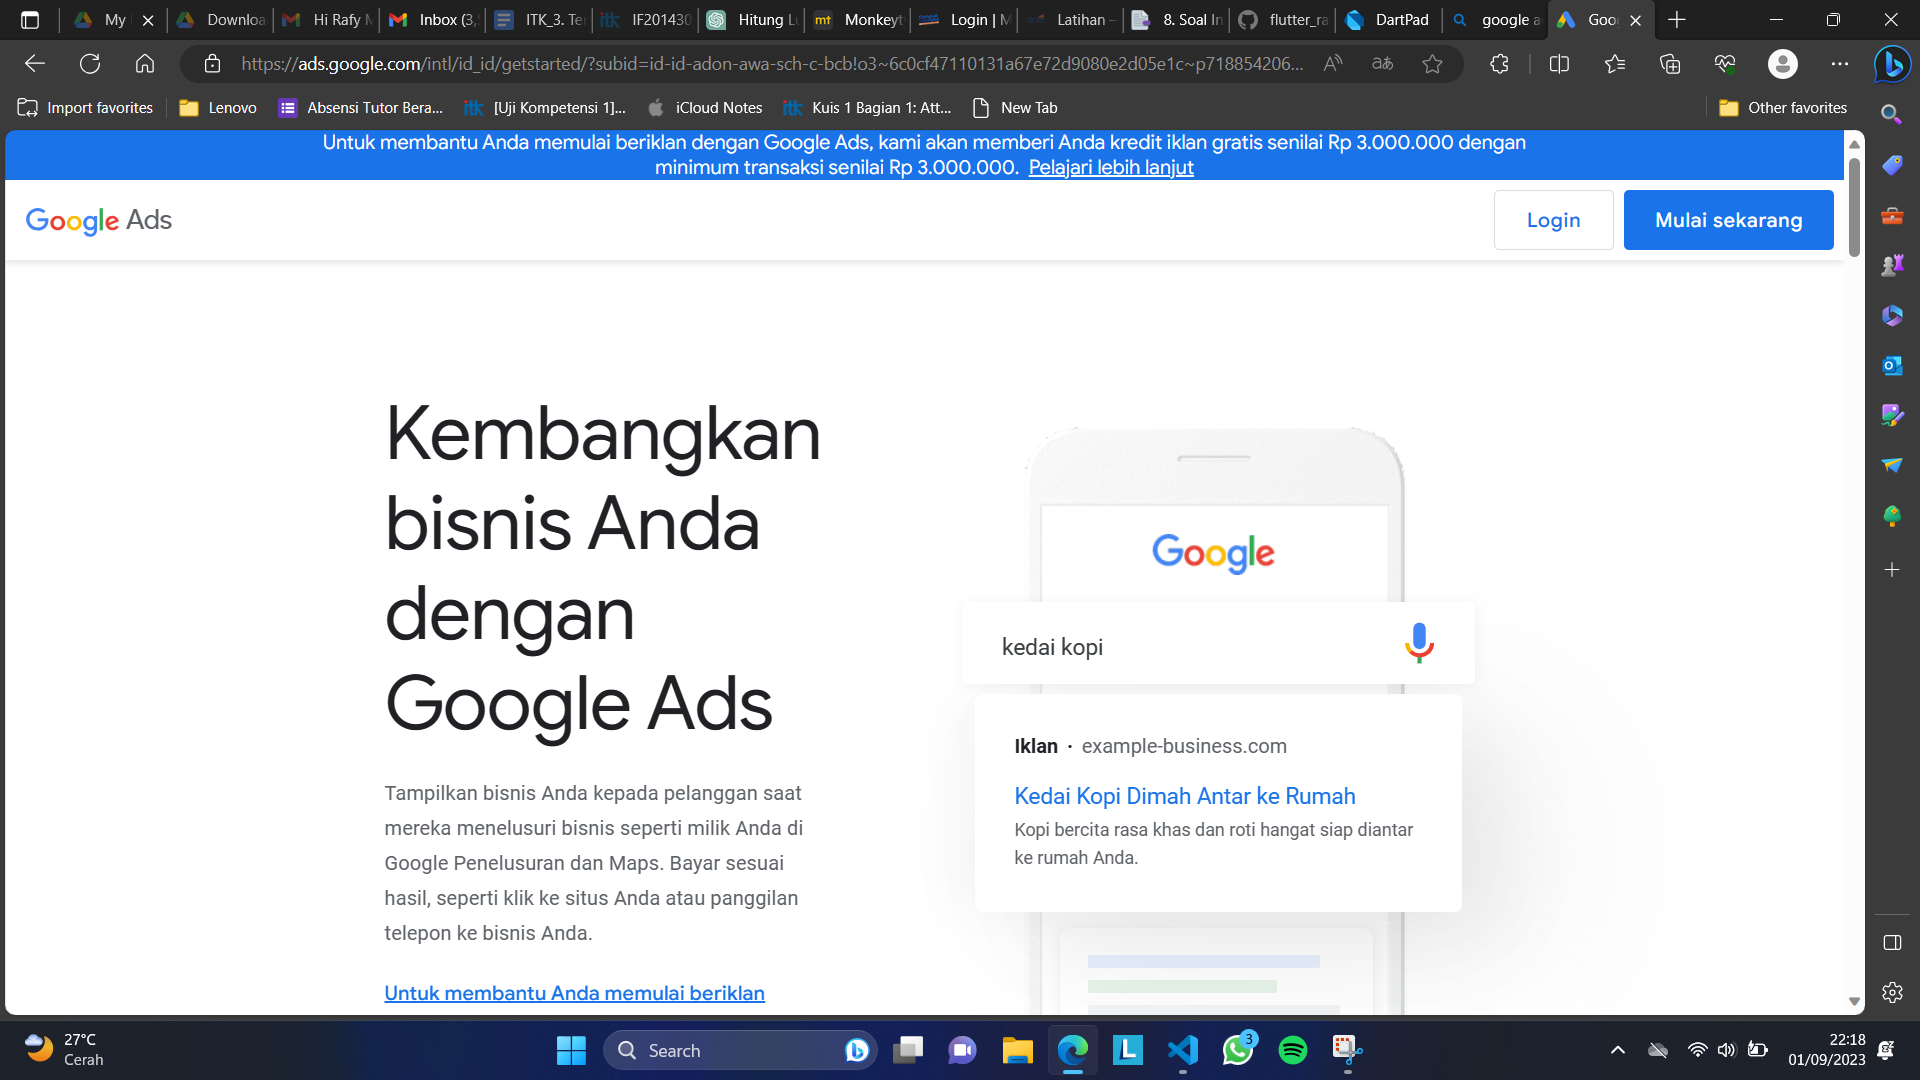 My
Downloa
Hi Rafy M
Inbox (3,
ITK_3. Te
IF201430
Hitung L
Monkeyt
Login | M
Latihan –
8. Soal In
flutter_ra
DartPad
google a
Goo
https://ads.google.com/intl/id_id/getstarted/?subid=id-id-adon-awa-sch-c-bcb!o3~6c0cf47110131a67e72d9080e2d05e1c~p718854206...
Import favorites
Lenovo
Absensi Tutor Bera...
[Uji Kompetensi 1]...
iCloud Notes
Kuis 1 Bagian 1: Att...
New Tab
Other favorites
Untuk membantu Anda memulai beriklan dengan Google Ads, kami akan memberi Anda kredit iklan gratis senilai Rp 3.000.000 dengan
minimum transaksi senilai Rp 3.000.000. Pelajari lebih lanjut
Google Ads
Login
Mulai sekarang
Kembangkan
bisnis Anda
dengan
Google Ads
Tampilkan bisnis Anda kepada pelanggan saat
mereka menelusuri bisnis seperti milik Anda di
Google Penelusuran dan Maps. Bayar sesuai
hasil, seperti klik ke situs Anda atau panggilan
telepon ke bisnis Anda.
Untuk membantu Anda memulai beriklan
Google
kedai kopi
Iklan · example-business.com
Kedai Kopi Dimah Antar ke Rumah
Kopi bercita rasa khas dan roti hangat siap diantar
ke rumah Anda.
27°C
Cerah
Search
3
22:18
01/09/2023